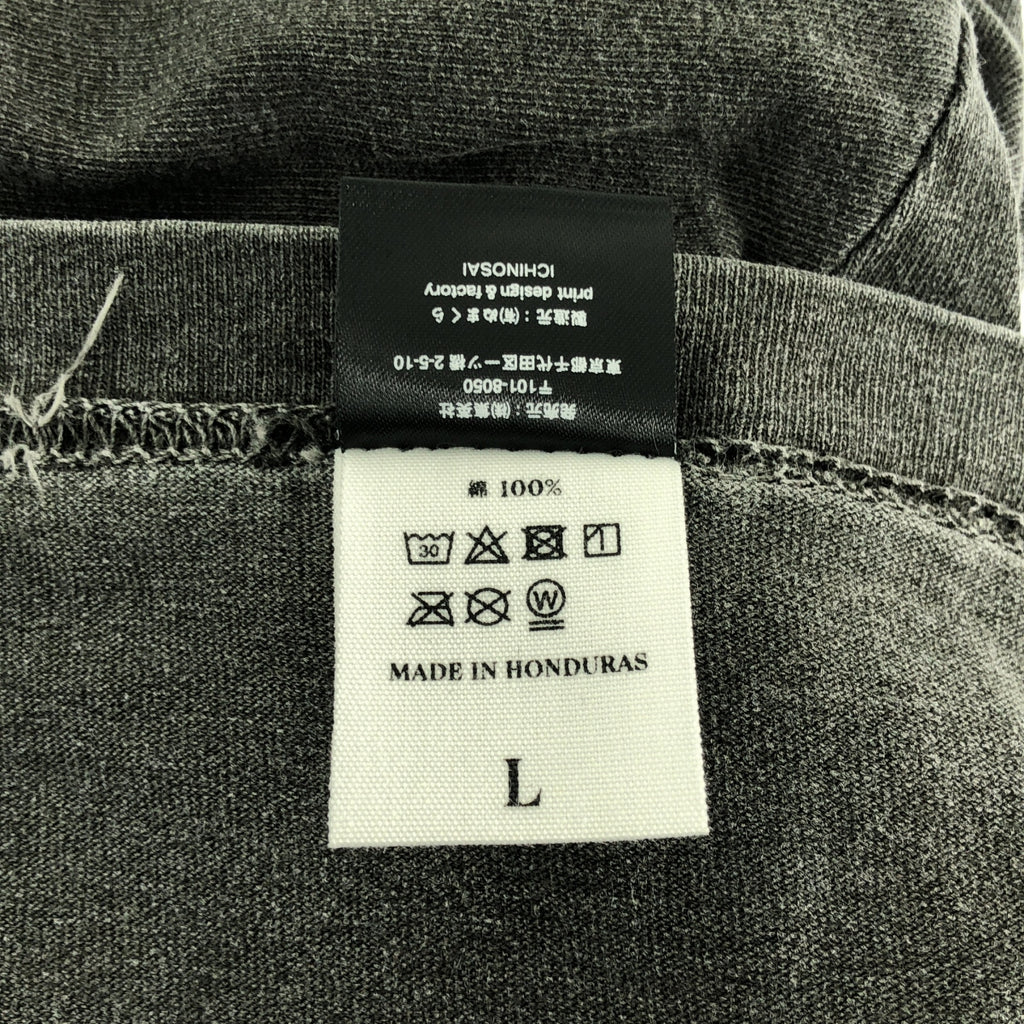 発売元：㈱集英社
〒101-8050
東京都千代田区一ツ橋 2-5-10
製造元：㈲ぬまくら
print design & factory
ICHINOSAI
綿 100%
30
W
MADE IN HONDURAS
L